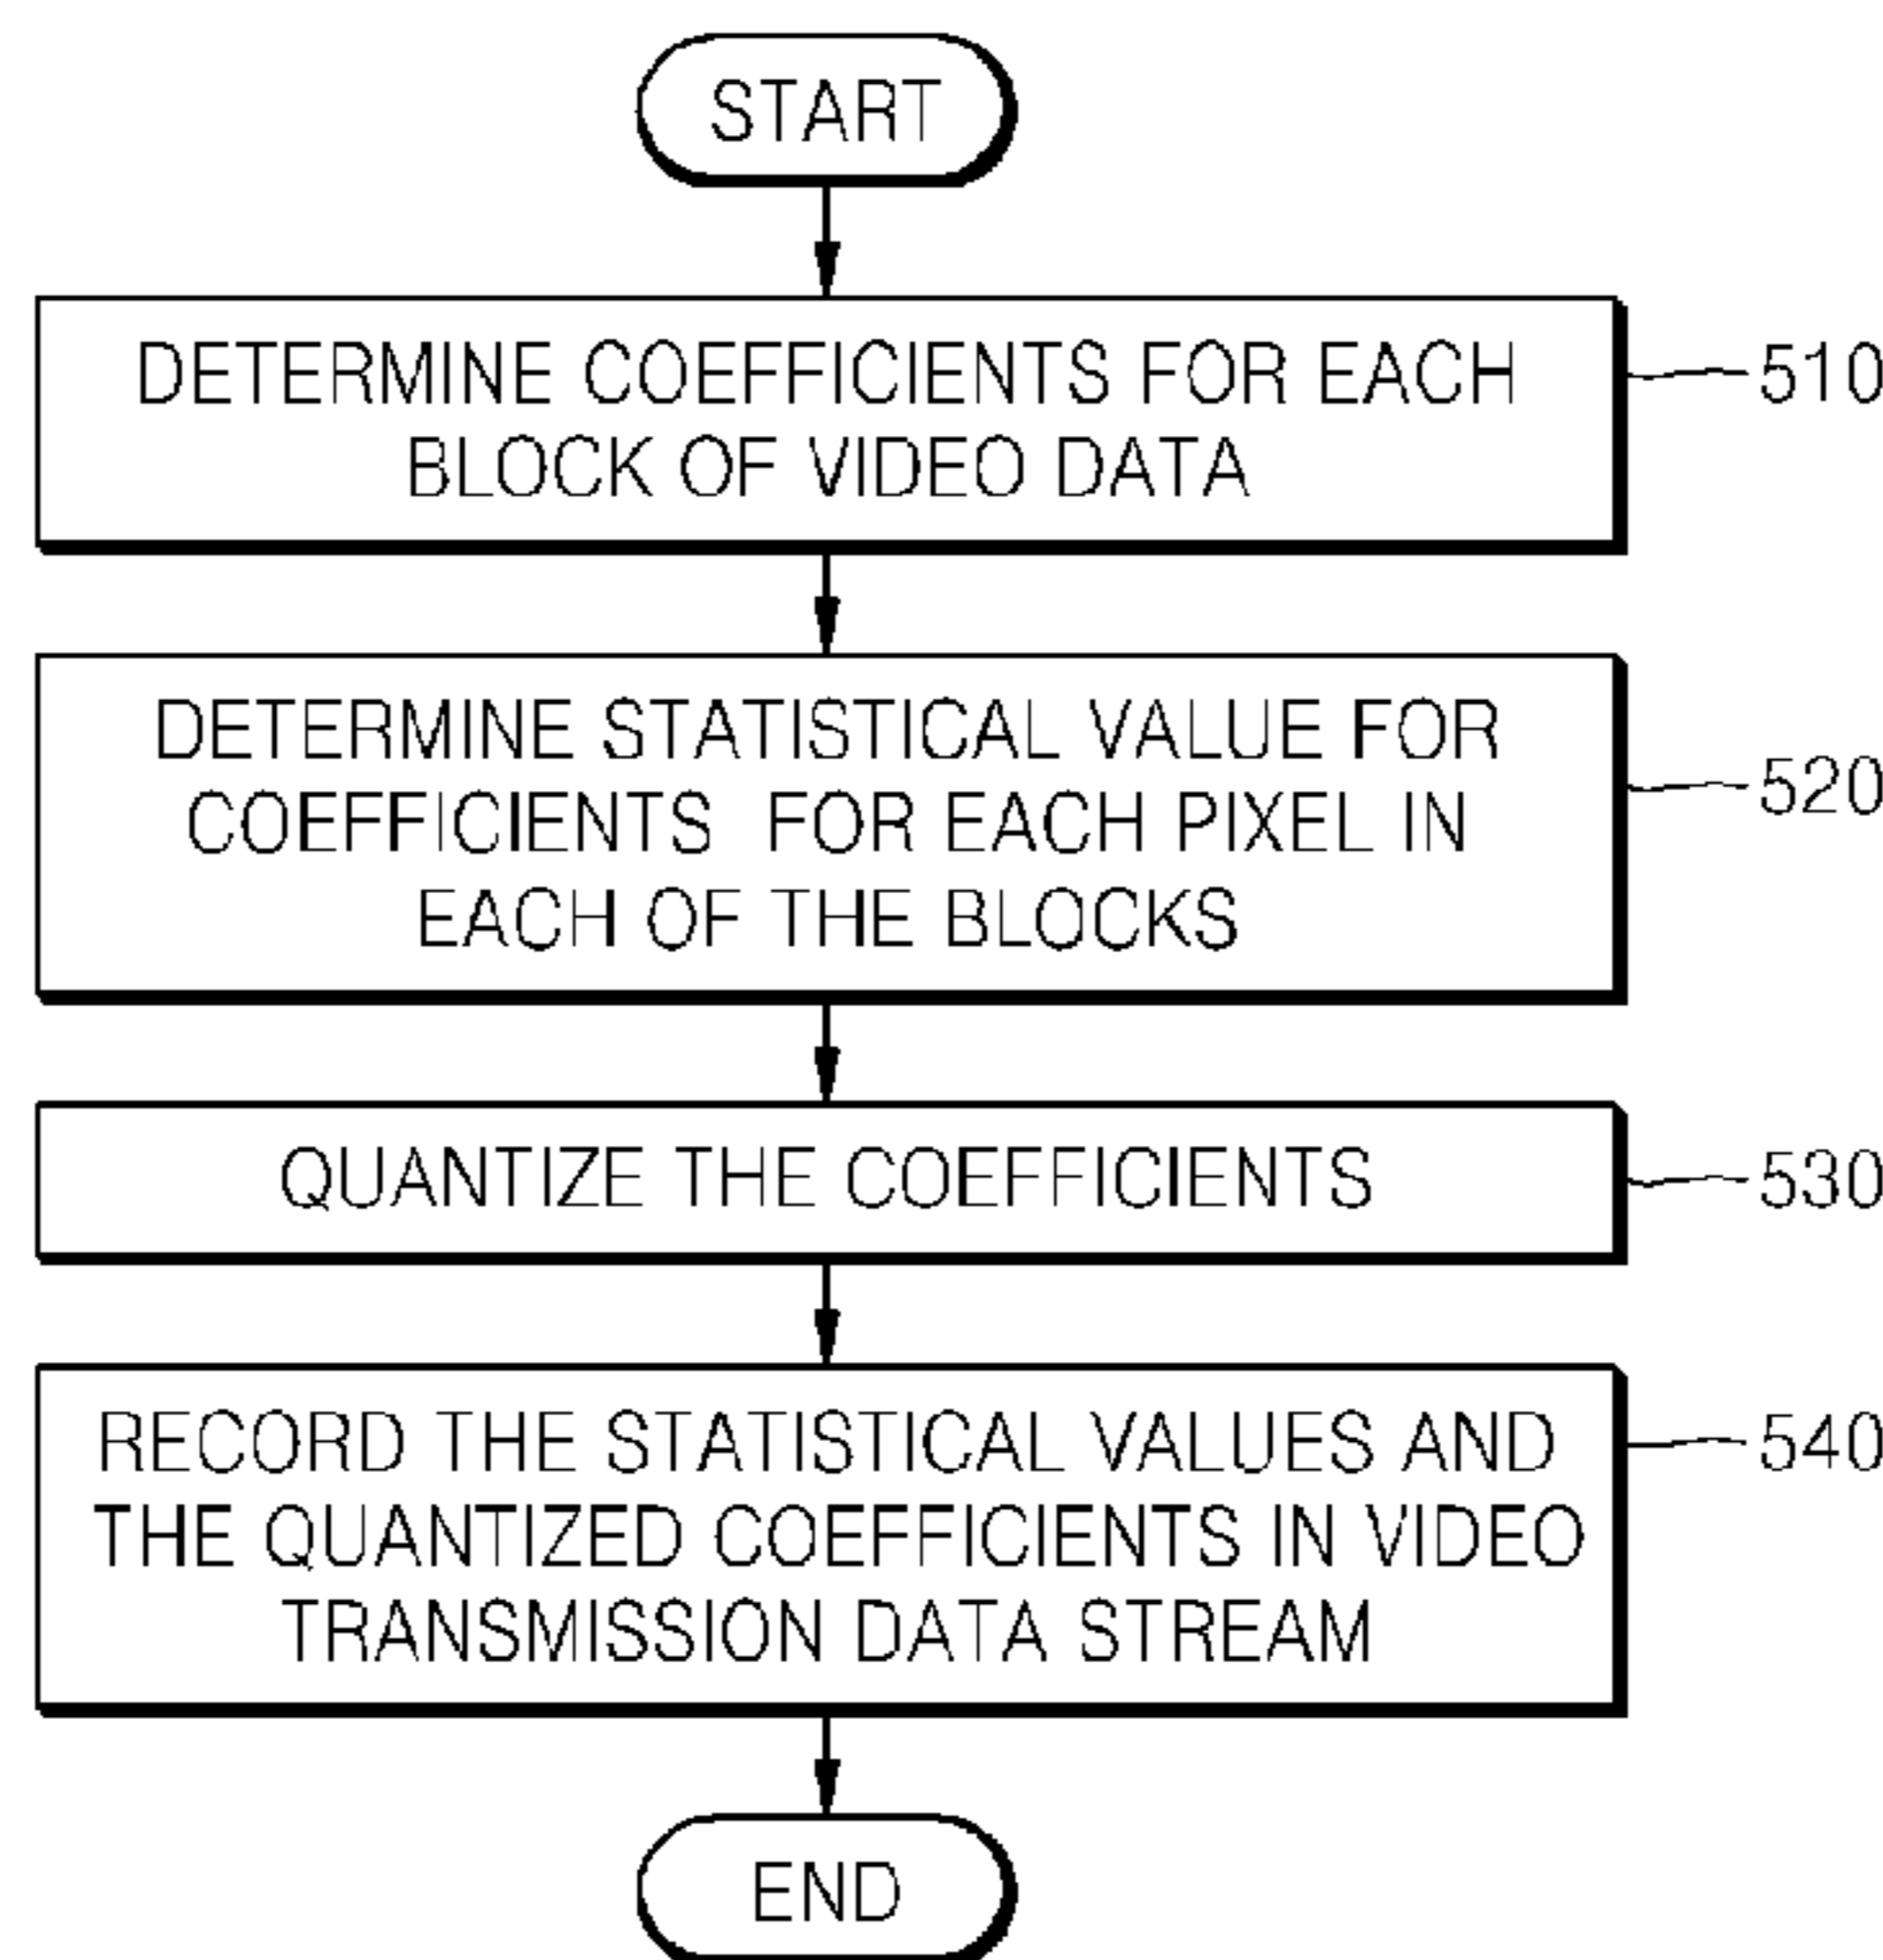 START
DETERMINE COEFFICIENTS FOR EACH
BLOCK OF VIDEO DATA
510
DETERMINE STATISTICAL VALUE FOR
COEFFICIENTS FOR EACH PIXEL IN
EACH OF THE BLOCKS
520
QUANTIZE THE COEFFICIENTS
530
RECORD THE STATISTICAL VALUES AND
THE QUANTIZED COEFFICIENTS IN VIDEO
TRANSMISSION DATA STREAM
540
END